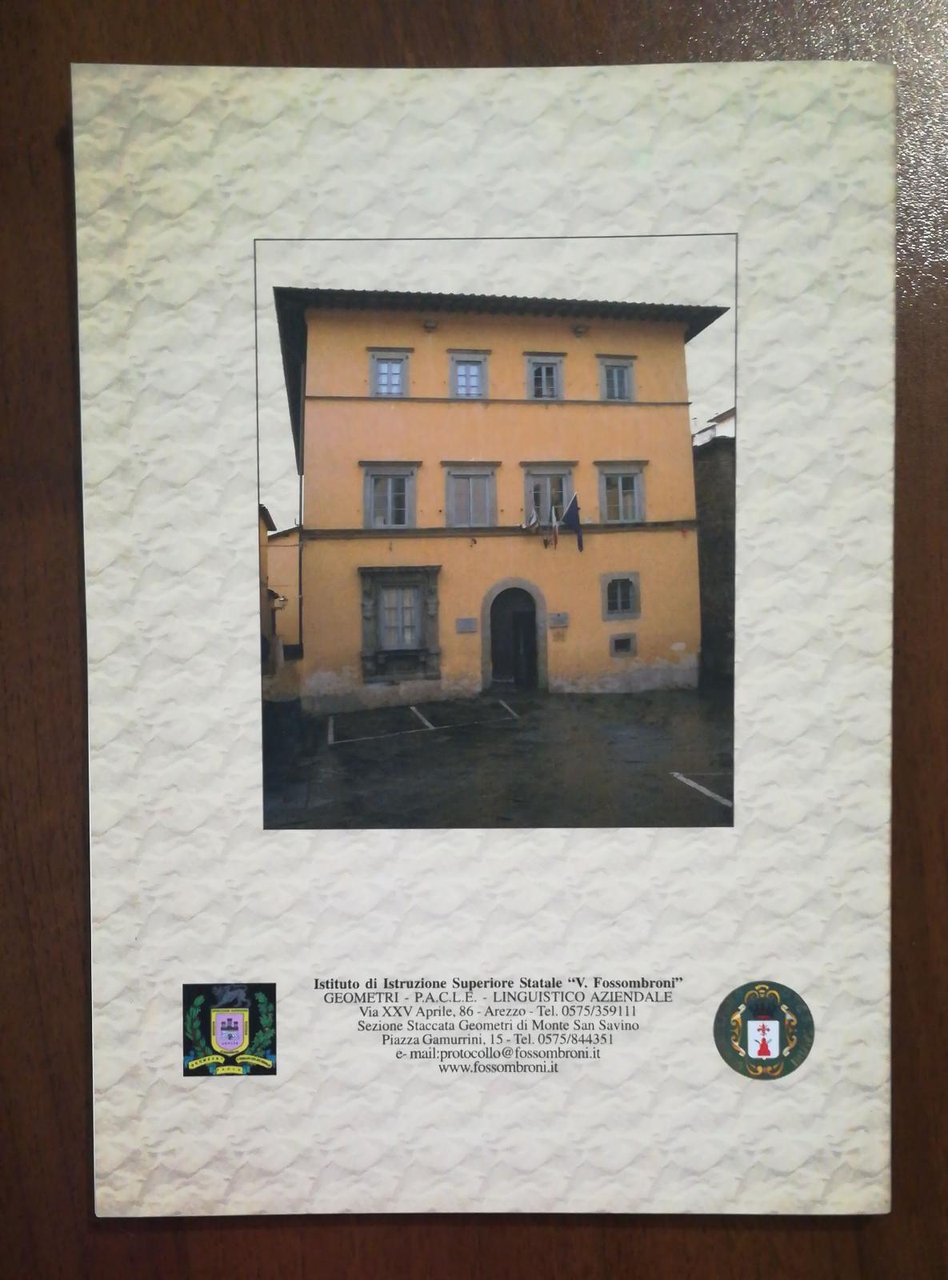 Istituto di Istruzione Superiore Statale “V. Fossombroni”
GEOMETRI - P.A.C.L.E. - LINGUISTICO AZIENDALE
Via XXV Aprile, 86 - Arezzo - Tel. 0575/359111
Sezione Staccata Geometri di Monte San Savino
Piazza Gamurrini, 15 - Tel. 0575/844351
e- mail:protocollo@fossombroni.it
www.fossombroni.it